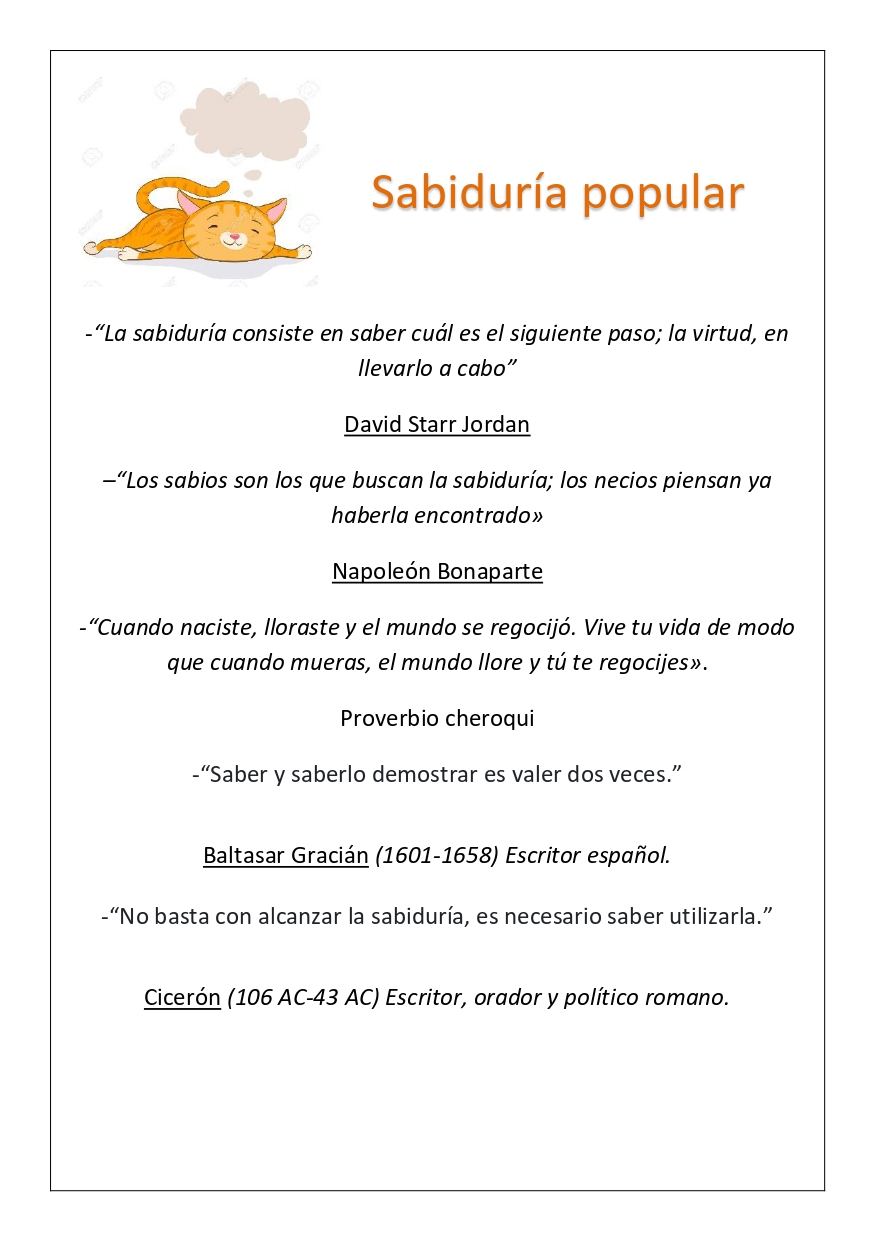 Sabiduría popular
-“La sabiduría consiste en saber cuál es el siguiente paso; la virtud, en
llevarlo a cabo”
David Starr Jordan
–“Los sabios son los que buscan la sabiduría; los necios piensan ya
haberla encontrado»
Napoleón Bonaparte
-“Cuando naciste, lloraste y el mundo se regocijó. Vive tu vida de modo
que cuando mueras, el mundo llore y tú te regocijes».
Proverbio cheroqui
-“Saber y saberlo demostrar es valer dos veces.”
Baltasar Gracián (1601-1658) Escritor español.
-“No basta con alcanzar la sabiduría, es necesario saber utilizarla.”
Cicerón (106 AC-43 AC) Escritor, orador y político romano.